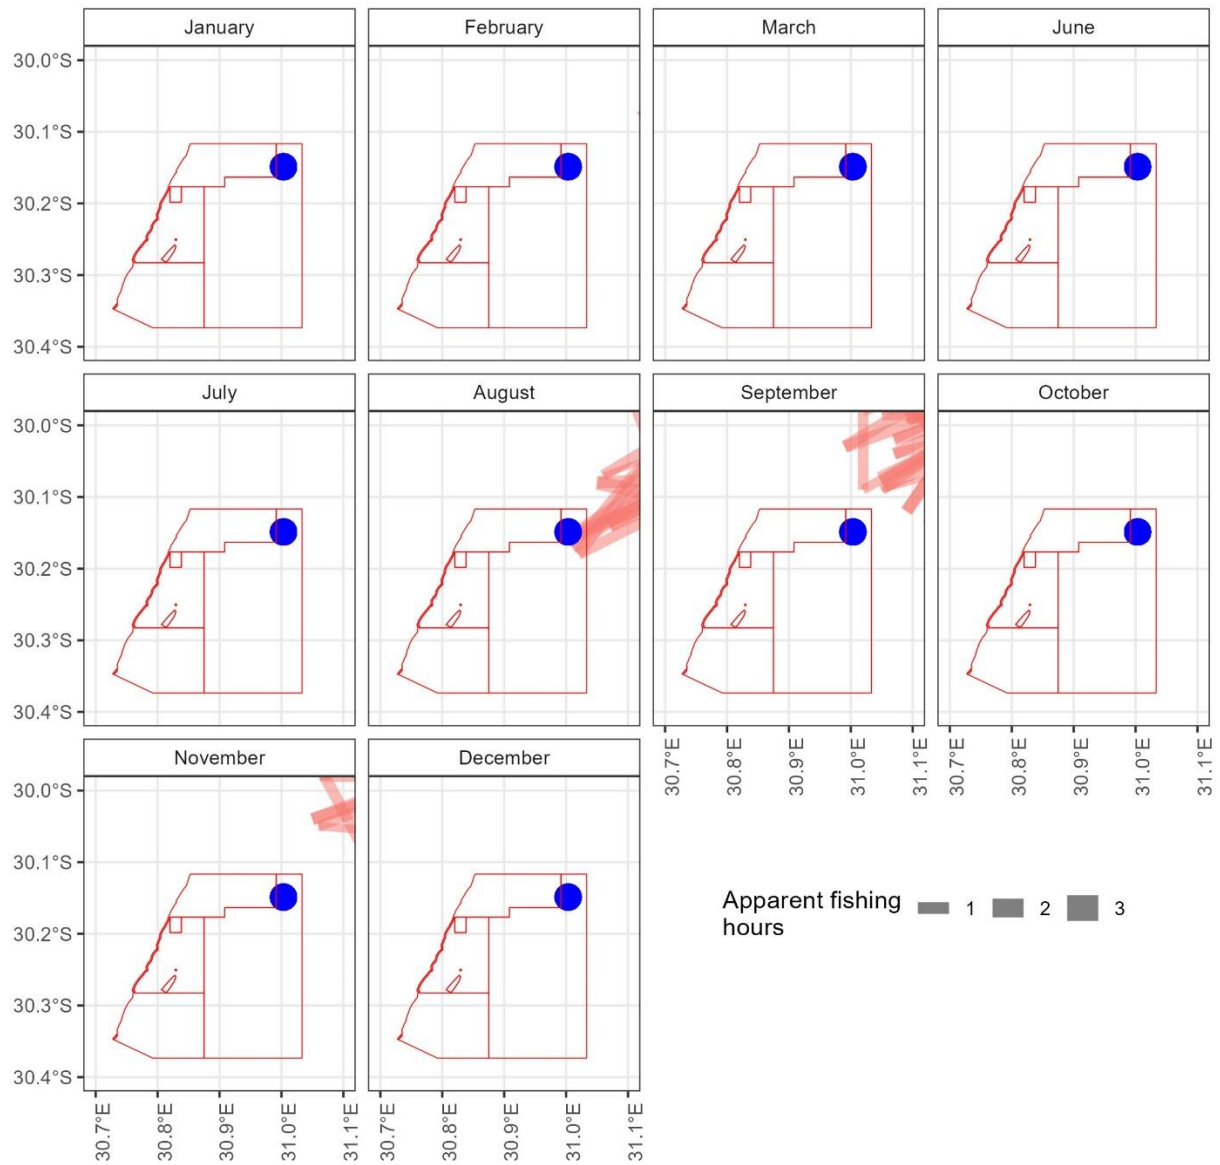 January February March June
30.0°S
30.1°S
30.2°S
30.3°S
30.4°S
July August September October
30.0°S
30.1°S
30.2°S
30.3°S
30.4°S
November December
30.7°E 30.8°E 30.9°E 31.0°E 31.1°E 30.7°E 30.8°E 30.9°E 31.0°E 31.1°E
30.0°S
30.1°S
30.2°S
30.3°S
30.4°S
Apparent fishing
hours
1 2 3
30.7°E 30.8°E 30.9°E 31.0°E 31.1°E 30.7°E 30.8°E 30.9°E 31.0°E 31.1°E